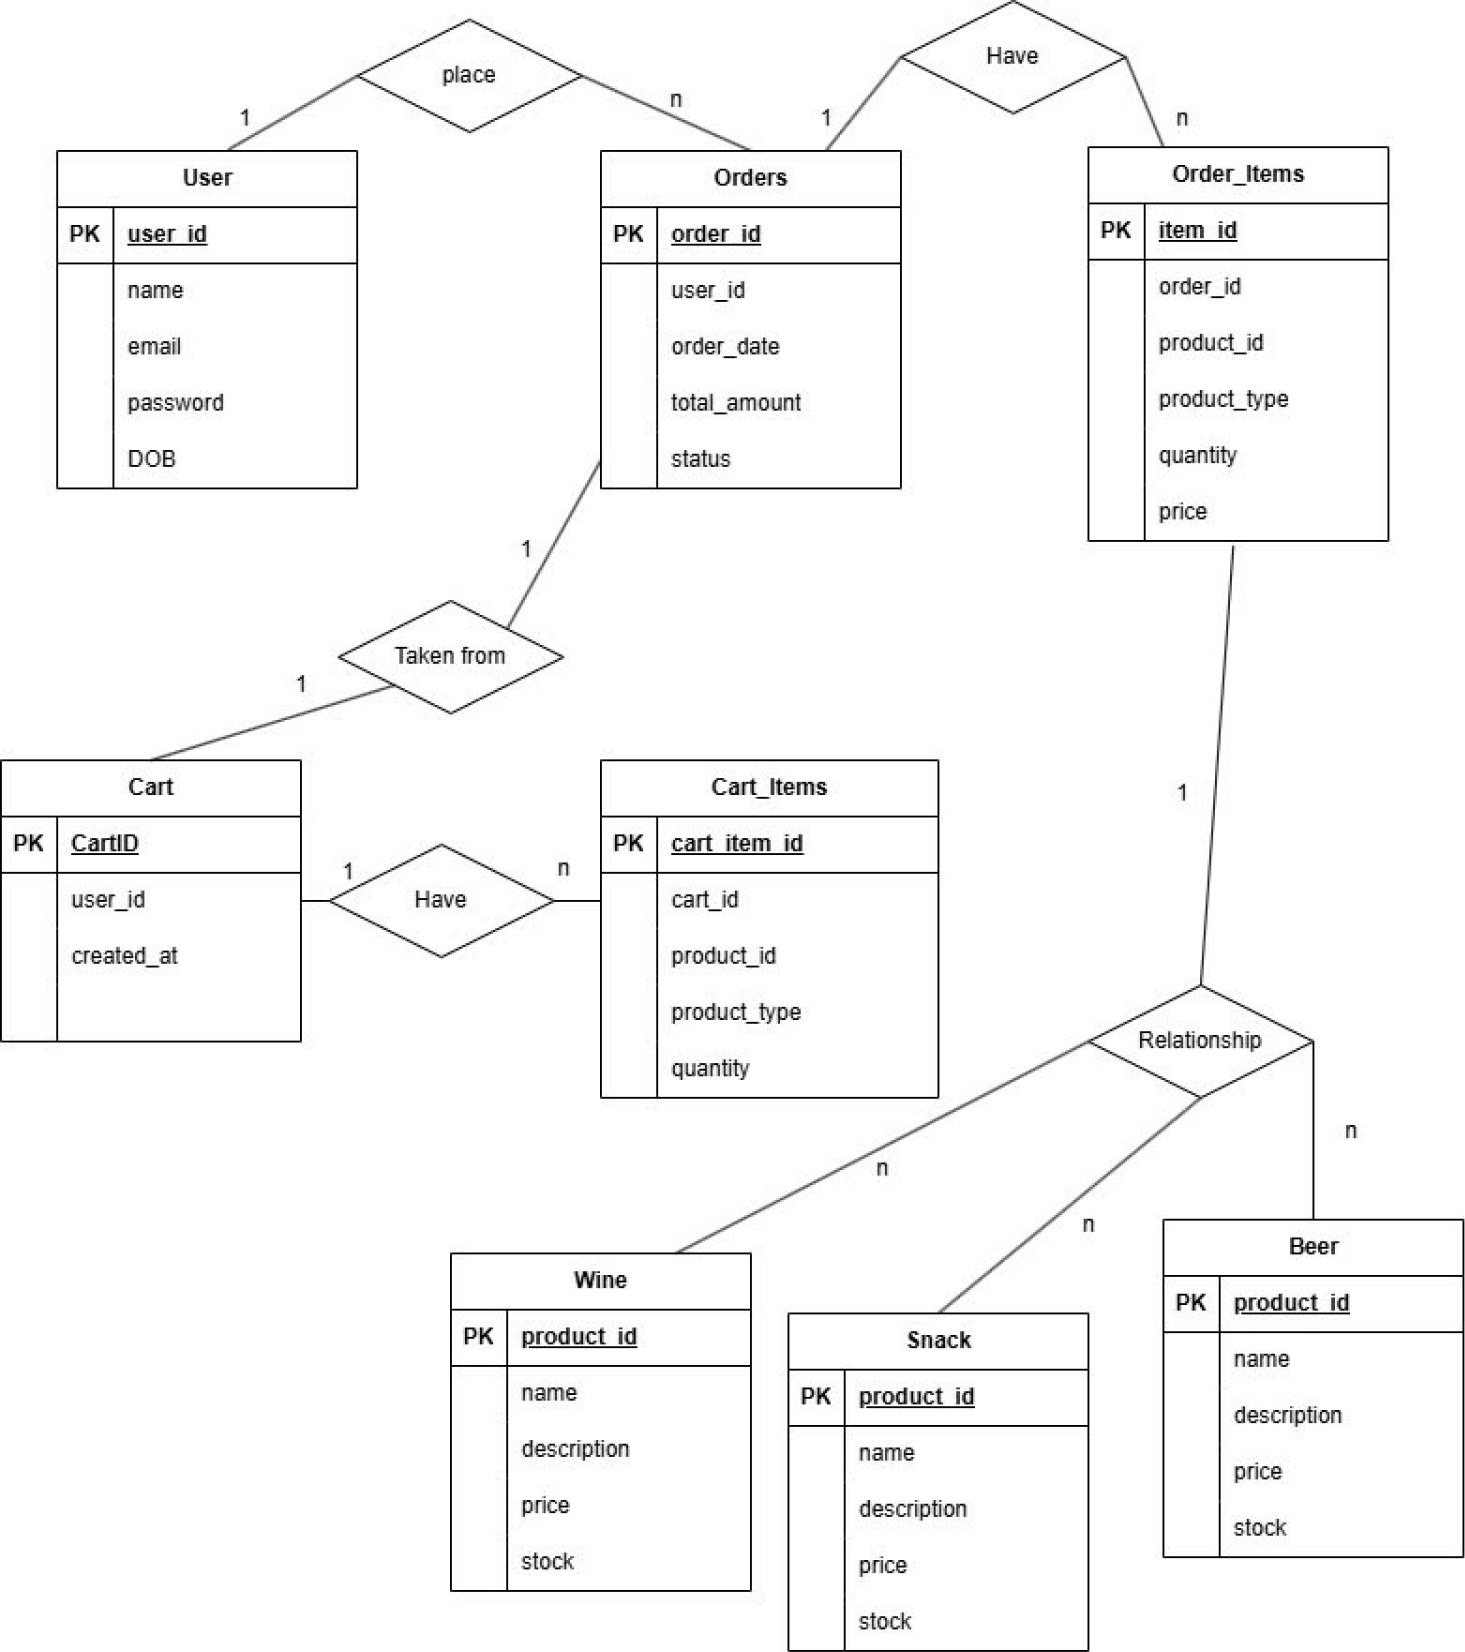 place
Have
1
n
1
n
User
PK user_id
name
email
password
DOB
Orders
PK order_id
user_id
order_date
total_amount
status
Order_Items
PK item_id
order_id
product_id
product_type
quantity
price
1
Taken from
1
1
Cart
PK CartID
user_id
created_at
1
Have
n
Cart_Items
PK cart_item_id
cart_id
product_id
product_type
quantity
Relationship
n
n
n
Wine
PK product_id
name
description
price
stock
Snack
PK product_id
name
description
price
stock
Beer
PK product_id
name
description
price
stock